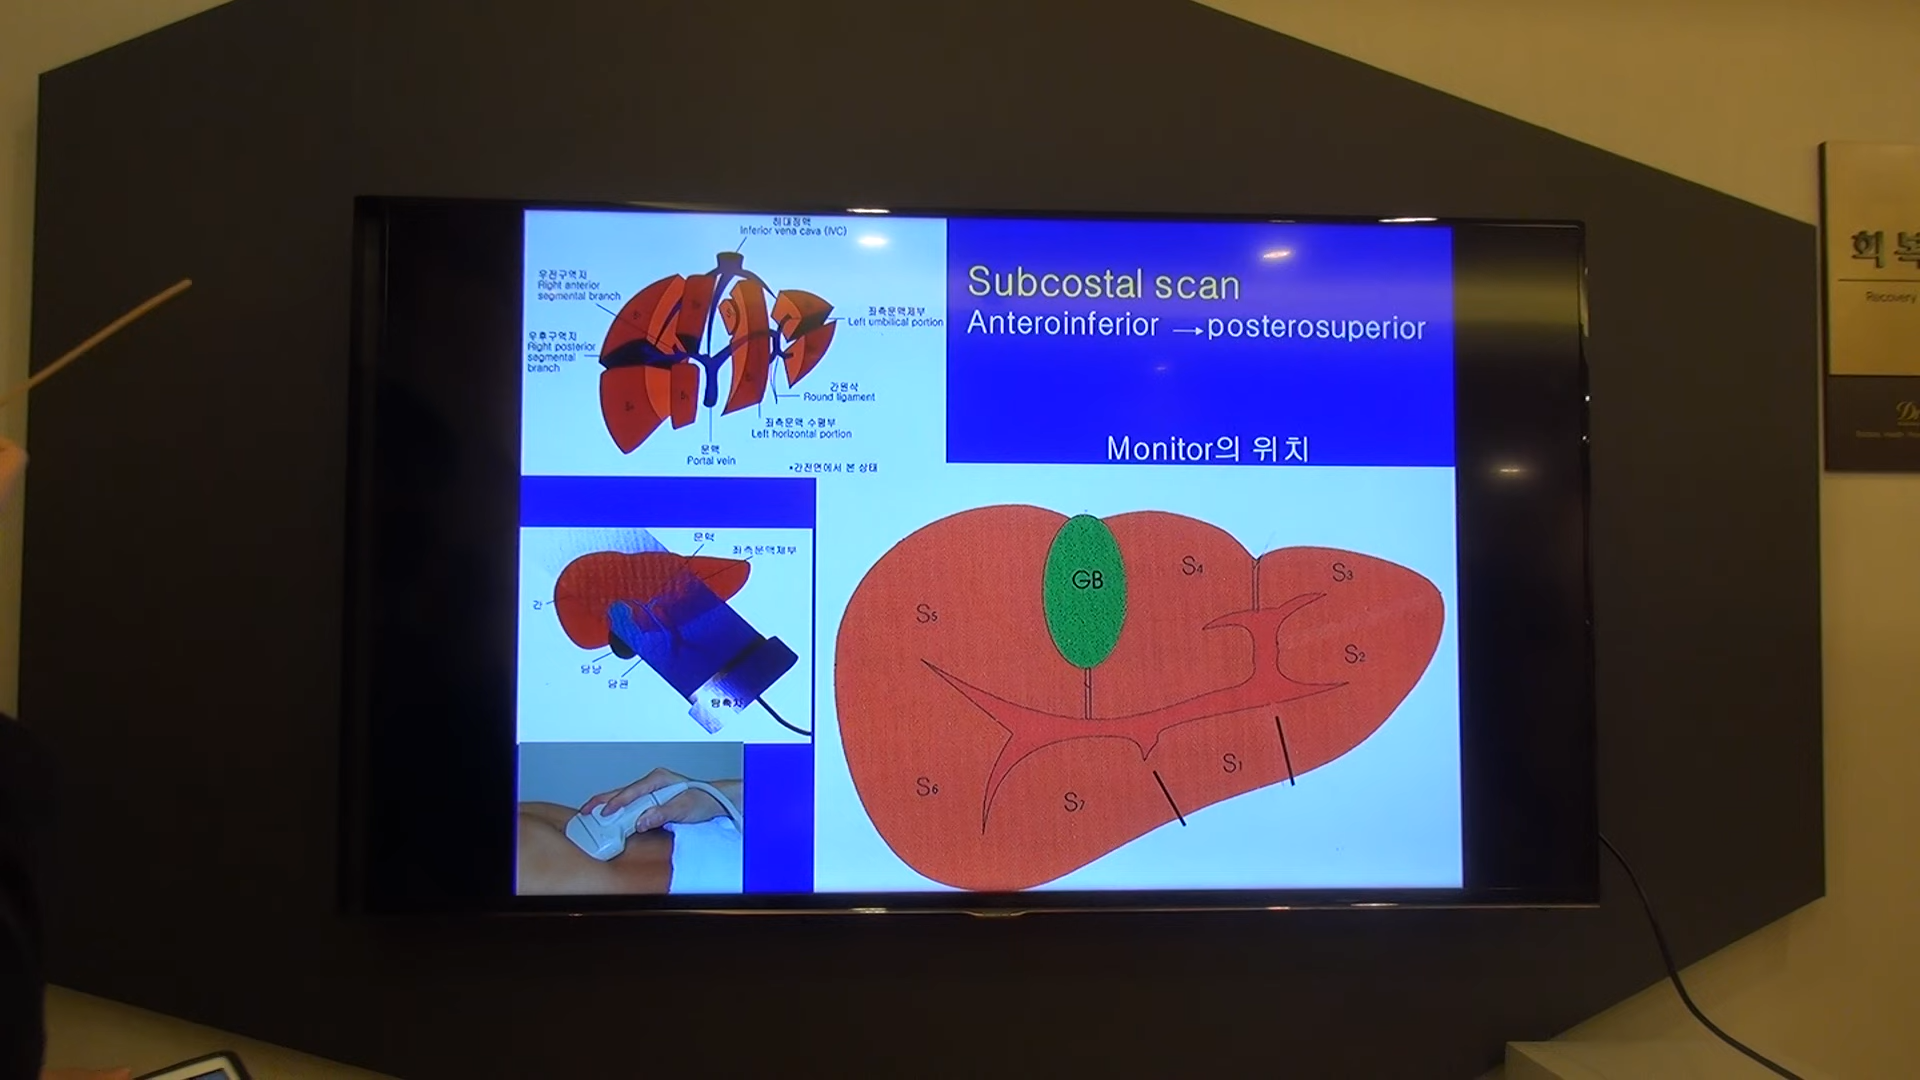 하대정맥
Inferior vena cava (IVC)
우전구역지
Right anterior
segmental branch
우후구역지
Right posterior
segmental
branch
좌측문맥제부
Left umbilical portion
간원삭
Round ligament
좌측문맥 수평부
Left horizontal portion
문맥
Portal vein
*간전면에서 본 상태
Subcostal scan
Anteroinferior → posterosuperior
Monitor의 위치
문맥
좌측문맥제부
간
담낭
담관
탐촉자
GB
S4
S3
S5
S2
S1
S6
S7
회복
Recovery